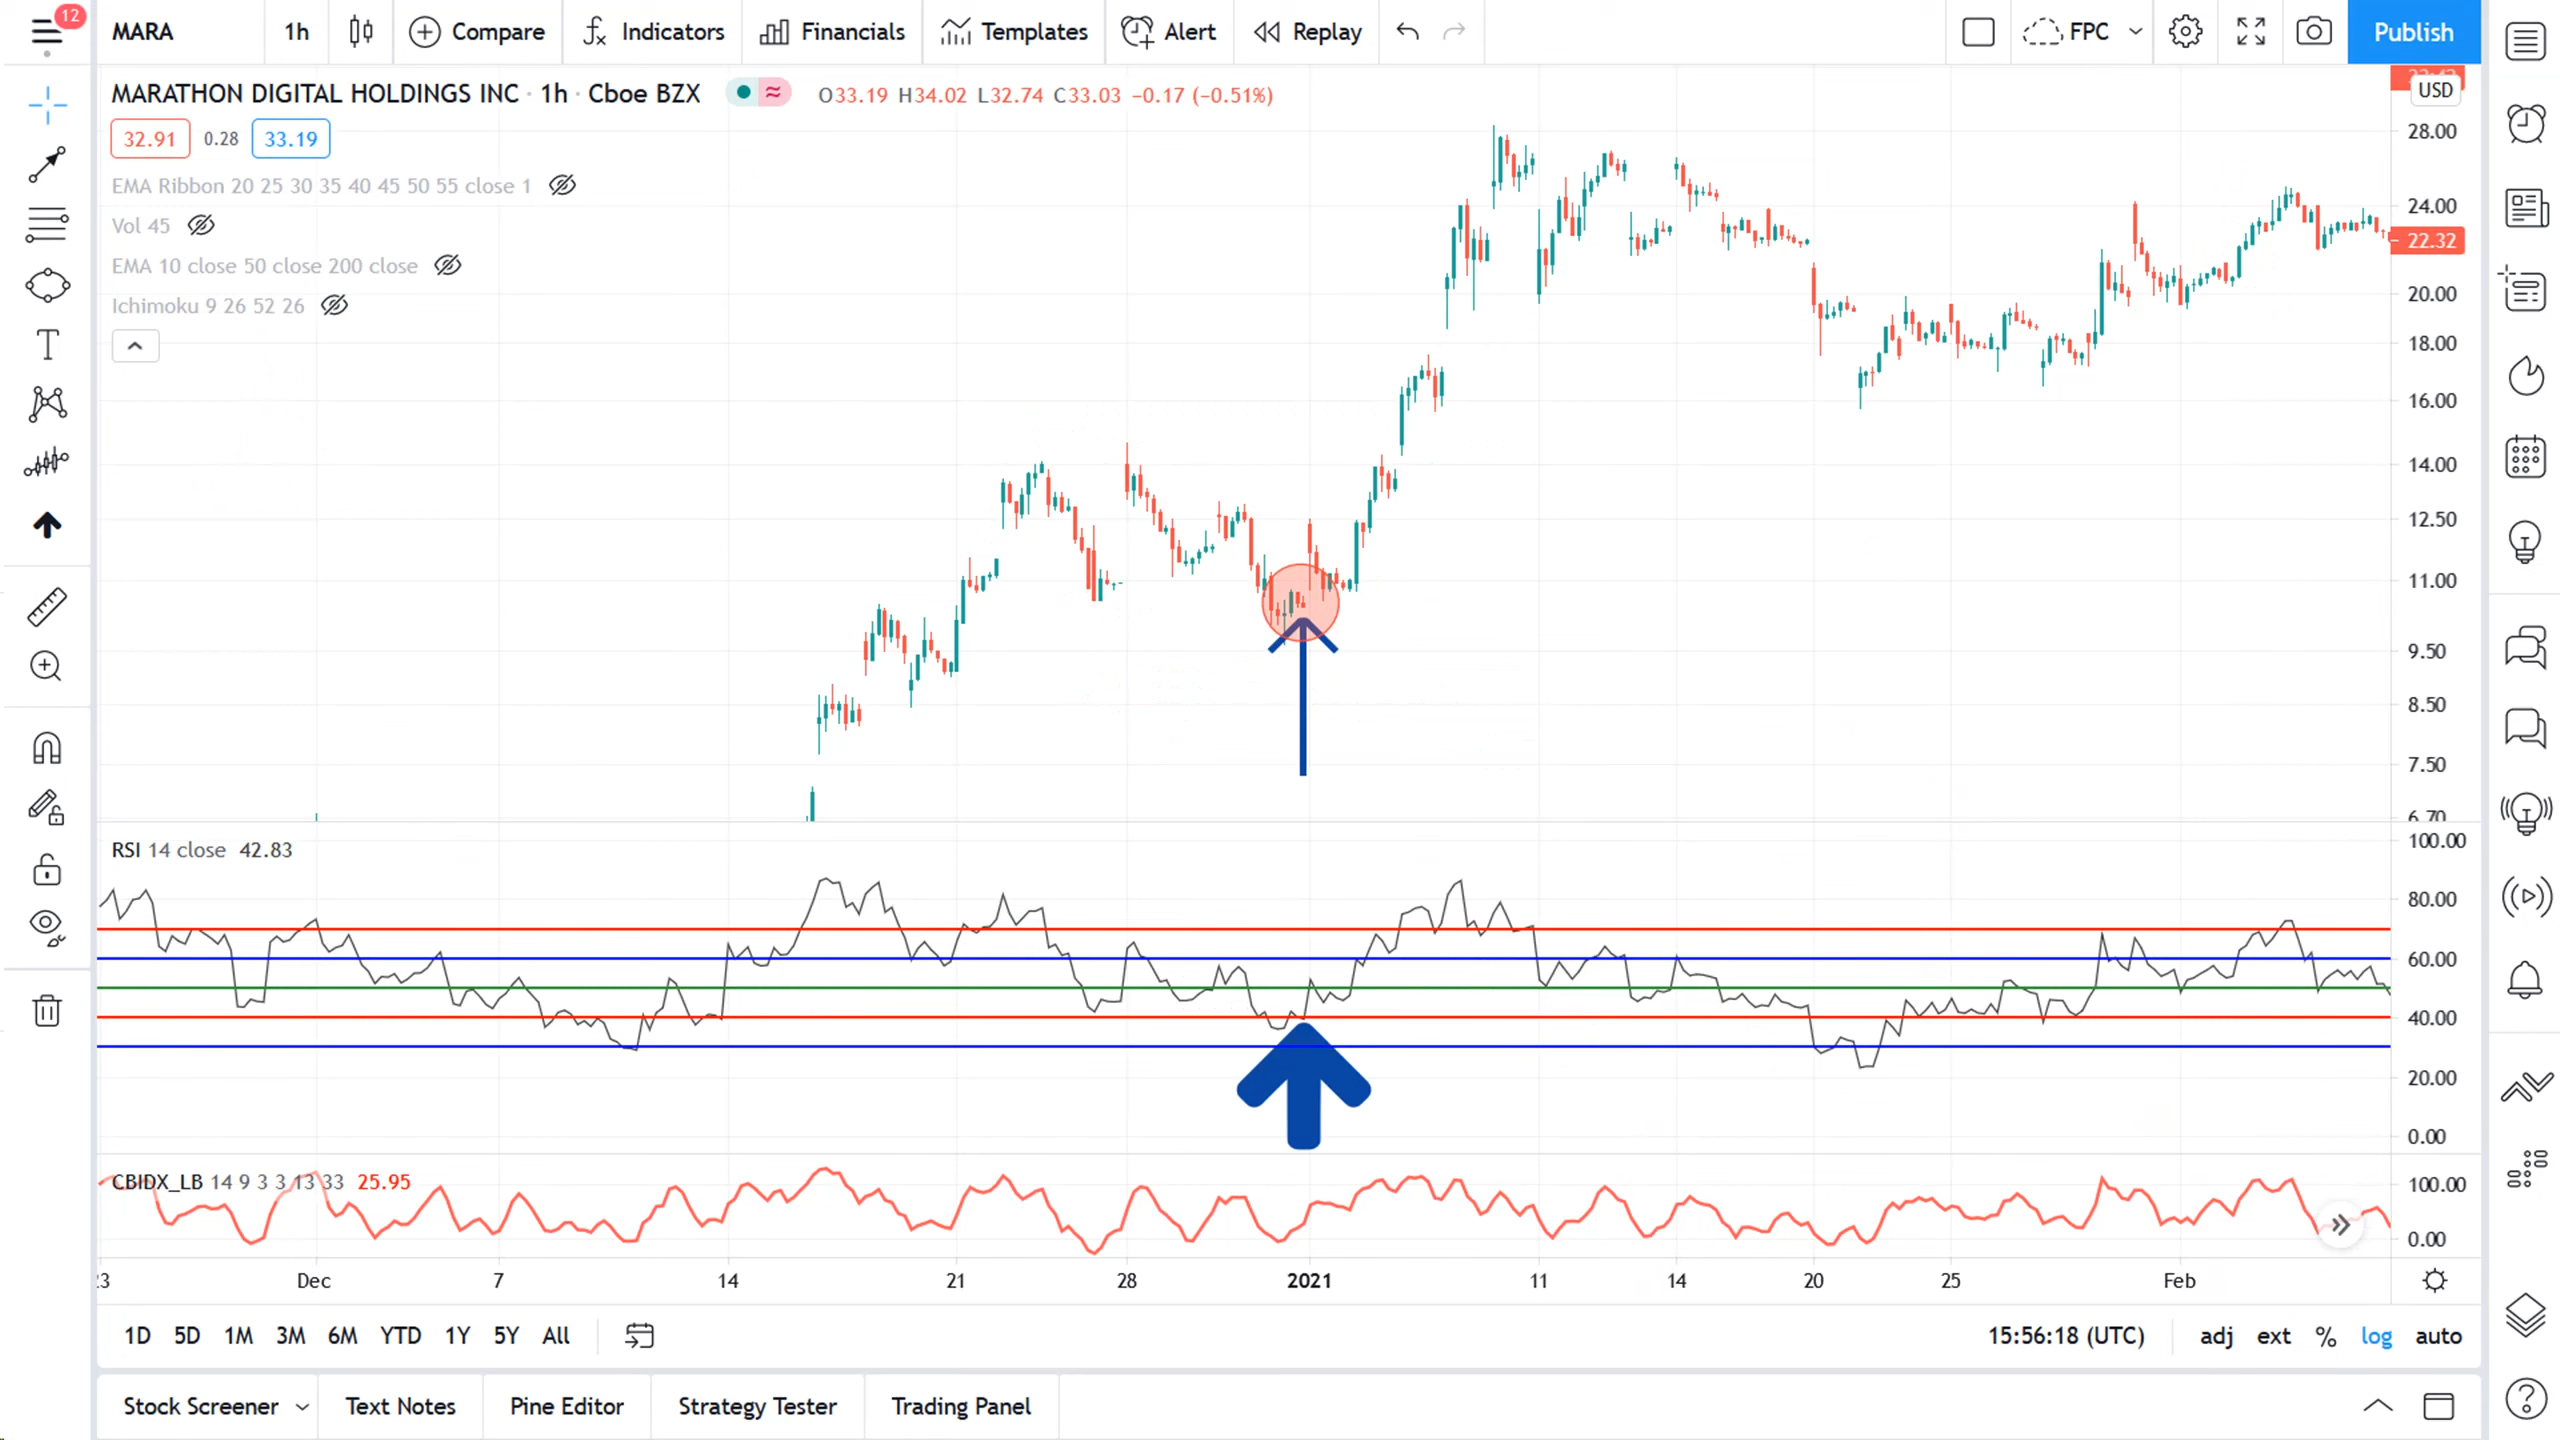 12
MARA 1h Compare Indicators Financials Templates Alert Replay FPC Publish
MARATHON DIGITAL HOLDINGS INC · 1h · Cboe BZX O33.19 H34.02 L32.74 C33.03 −0.17 (−0.51%)
USD
32.91 0.28 33.19
28.00
EMA Ribbon 20 25 30 35 40 45 50 55 close 1
24.00
Vol 45
22.32
EMA 10 close 50 close 200 close
20.00
Ichimoku 9 26 52 26
18.00
16.00
14.00
12.50
11.00
9.50
8.50
7.50
6.70
RSI 14 close 42.83
100.00
80.00
60.00
40.00
20.00
0.00
CBIDX_LB 14 9 3 3 13 33 25.95
100.00
0.00
23 Dec 7 14 21 28 2021 11 14 20 25 Feb
1D 5D 1M 3M 6M YTD 1Y 5Y All 15:56:18 (UTC) adj ext % log auto
Stock Screener Text Notes Pine Editor Strategy Tester Trading Panel